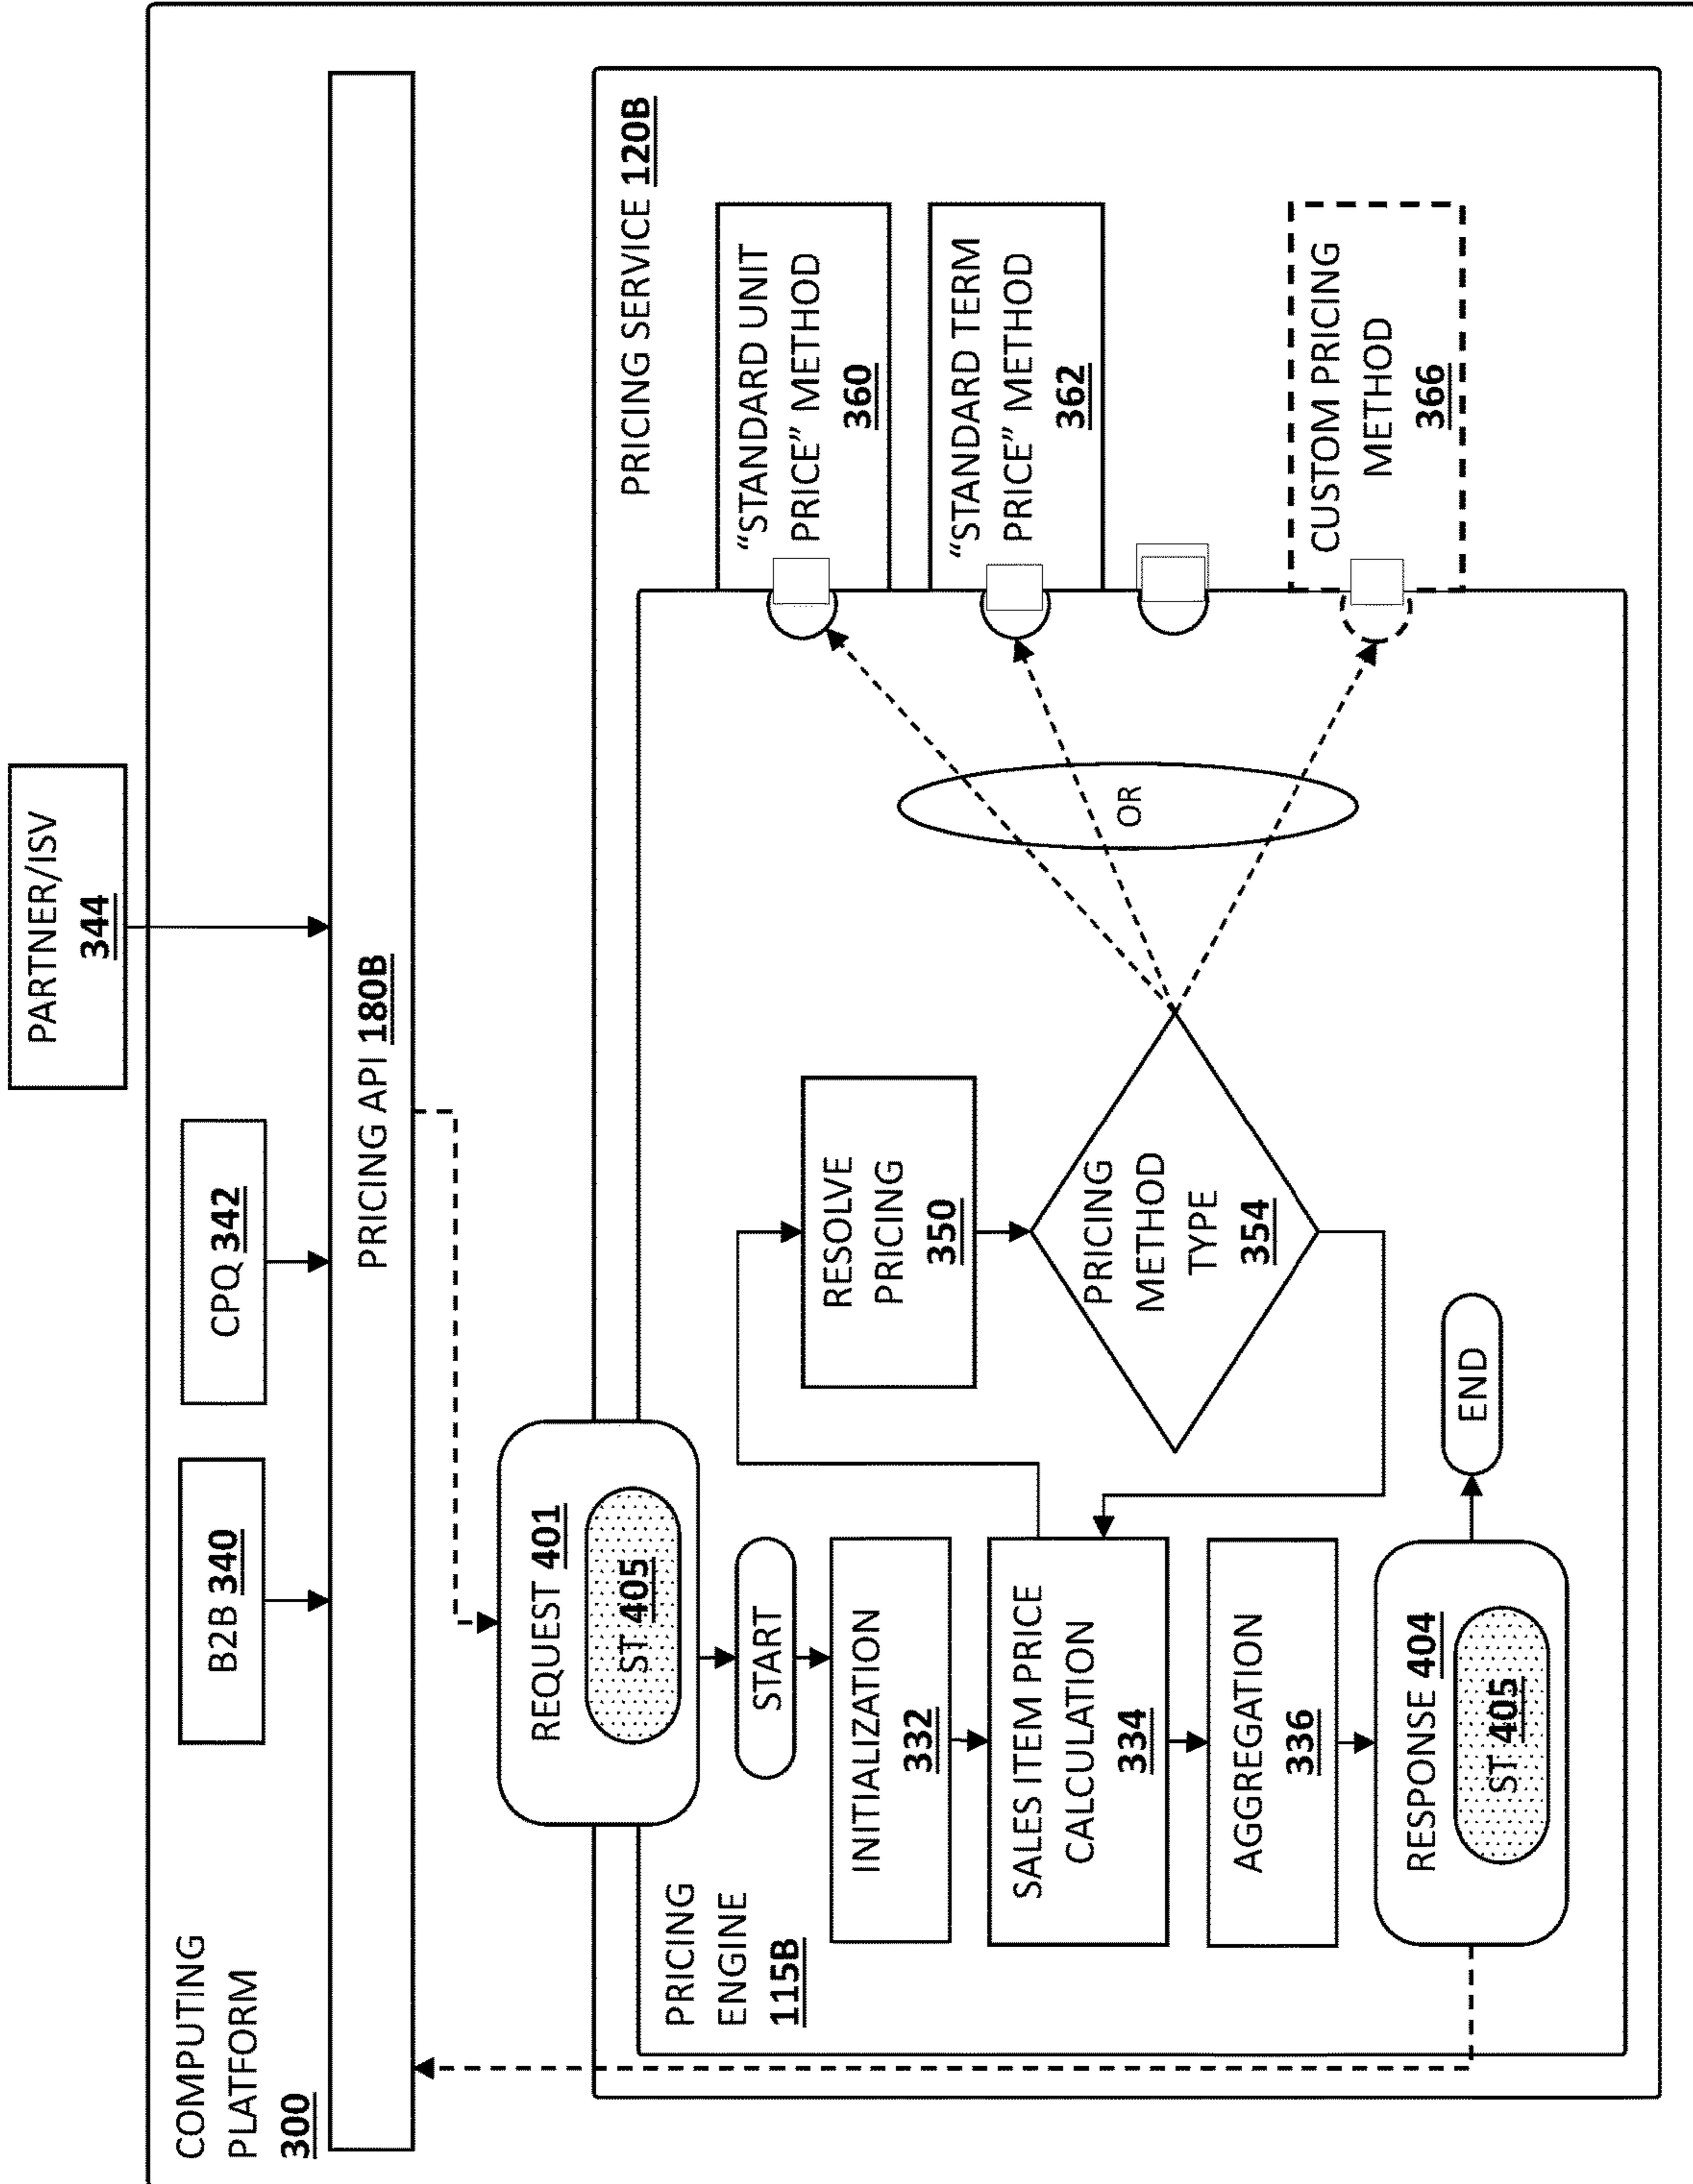 PARTNER/ISV
344
COMPUTING
PLATFORM
300
B2B 340
CPQ 342
PRICING API 180B
PRICING SERVICE 120B
REQUEST 401
ST 405
PRICING
ENGINE
115B
START
INITIALIZATION
332
SALES ITEM PRICE
CALCULATION
334
AGGREGATION
336
RESPONSE 404
ST 405
END
RESOLVE
PRICING
350
PRICING
METHOD
TYPE
354
OR
“STANDARD UNIT
PRICE” METHOD
360
“STANDARD TERM
PRICE” METHOD
362
CUSTOM PRICING
METHOD
366